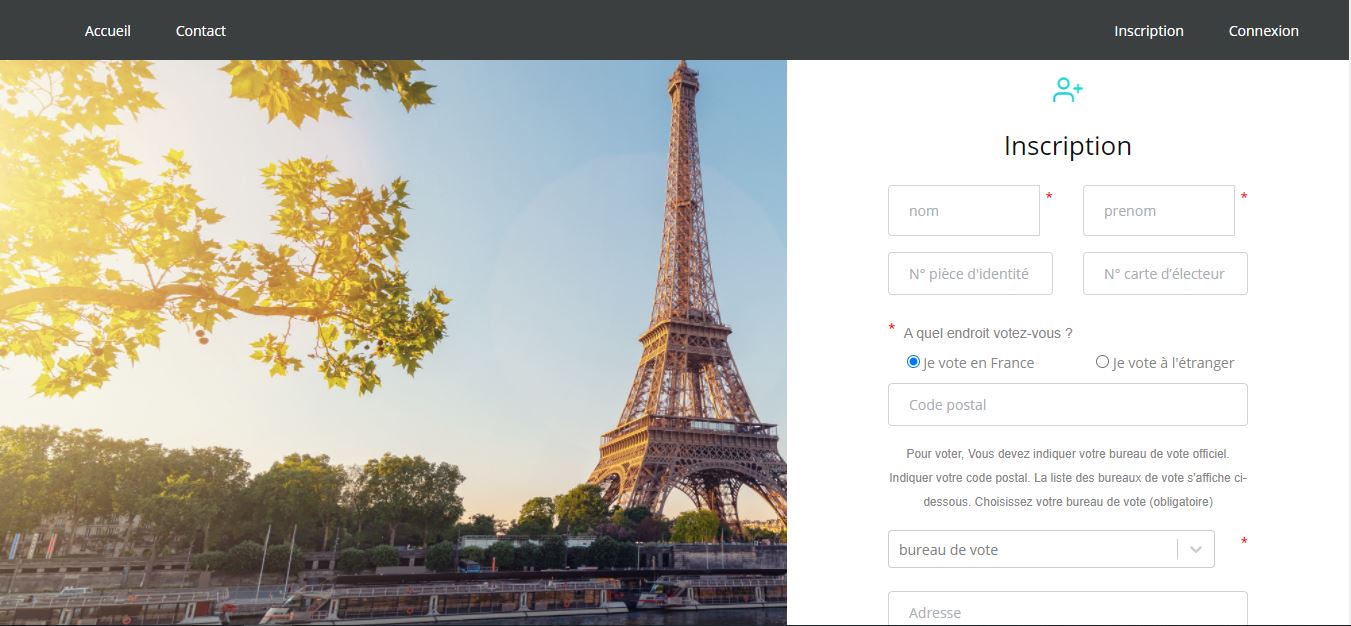 Accueil Contact Inscription Connexion
Inscription
nom * prenom *
N° pièce d'identité N° carte d’électeur
* A quel endroit votez-vous ?
Je vote en France Je vote à l'étranger
Code postal
Pour voter, Vous devez indiquer votre bureau de vote officiel.
Indiquer votre code postal. La liste des bureaux de vote s'affiche ci-
dessous. Choisissez votre bureau de vote (obligatoire)
bureau de vote *
Adresse